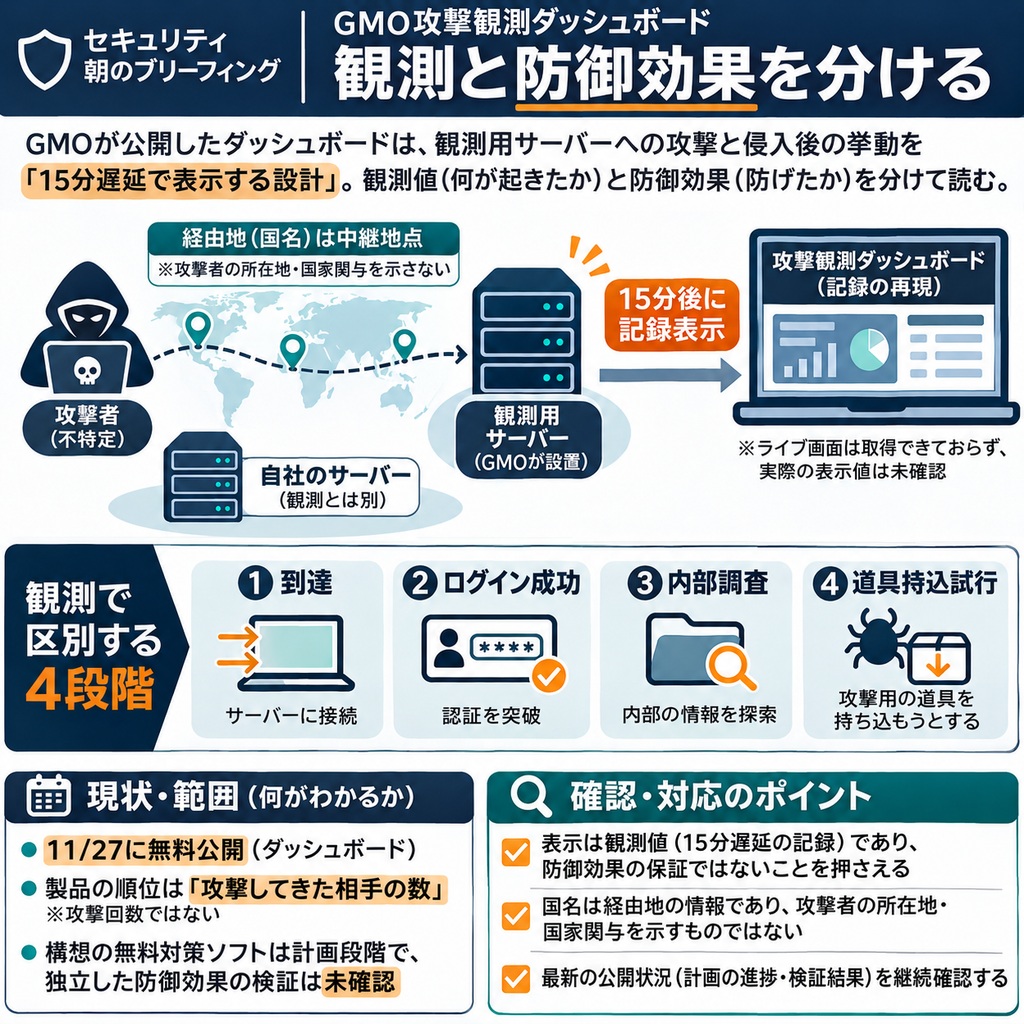 セキュリティ
朝のブリーフィング
GMO攻撃観測ダッシュボード
観測と防御効果を分ける
GMOが公開したダッシュボードは、観測用サーバーへの攻撃と侵入後の挙動を
「15分遅延で表示する設計」。観測値(何が起きたか)と防御効果(防げたか)を分けて読む。
経由地(国名)は中継地点
※攻撃者の所在地・国家関与を示さない
攻撃者
(不特定)
自社のサーバー
(観測とは別)
観測用
サーバー
(GMOが設置)
15分後に
記録表示
攻撃観測ダッシュボード
(記録の再現)
※ライブ画面は取得できておらず、
実際の表示値は未確認
観測で
区別する
4段階
1 到達
サーバーに接続
2 ログイン成功
****
認証を突破
3 内部調査
内部の情報を探索
4 道具持込試行
攻撃用の道具を
持ち込もうとする
現状・範囲(何がわかるか)
11/27に無料公開(ダッシュボード)
製品の順位は「攻撃してきた相手の数」
※攻撃回数ではない
構想の無料対策ソフトは計画段階で、
独立した防御効果の検証は未確認
確認・対応のポイント
表示は観測値(15分遅延の記録)であり、
防御効果の保証ではないことを押さえる
国名は経由地の情報であり、攻撃者の所在地・
国家関与を示すものではない
最新の公開状況(計画の進捗・検証結果)を継続確認する